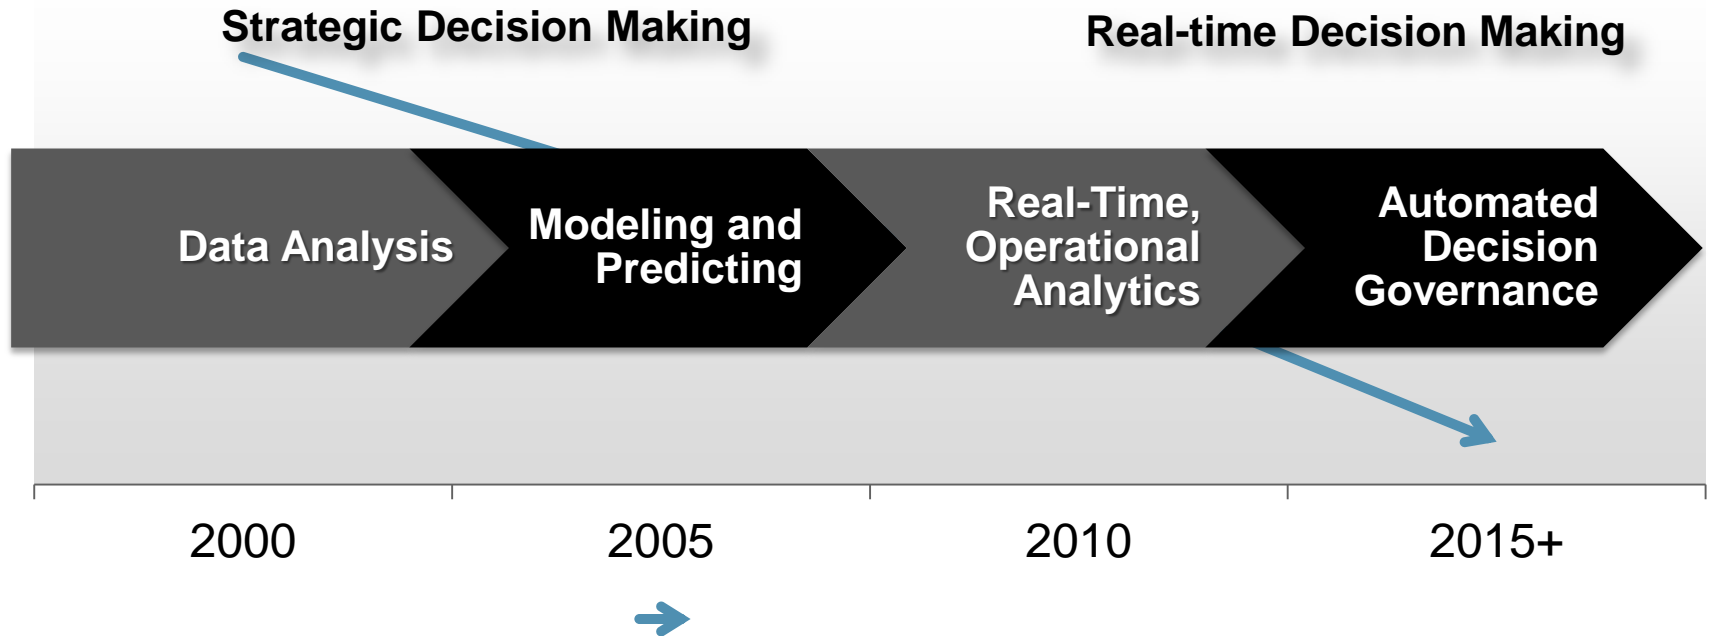 Strategic Decision Making
Real-time Decision Making
Data Analysis
Modeling and
Predicting
Real-Time,
Operational
Analytics
Automated
Decision
Governance
2000
2005
2010
2015+